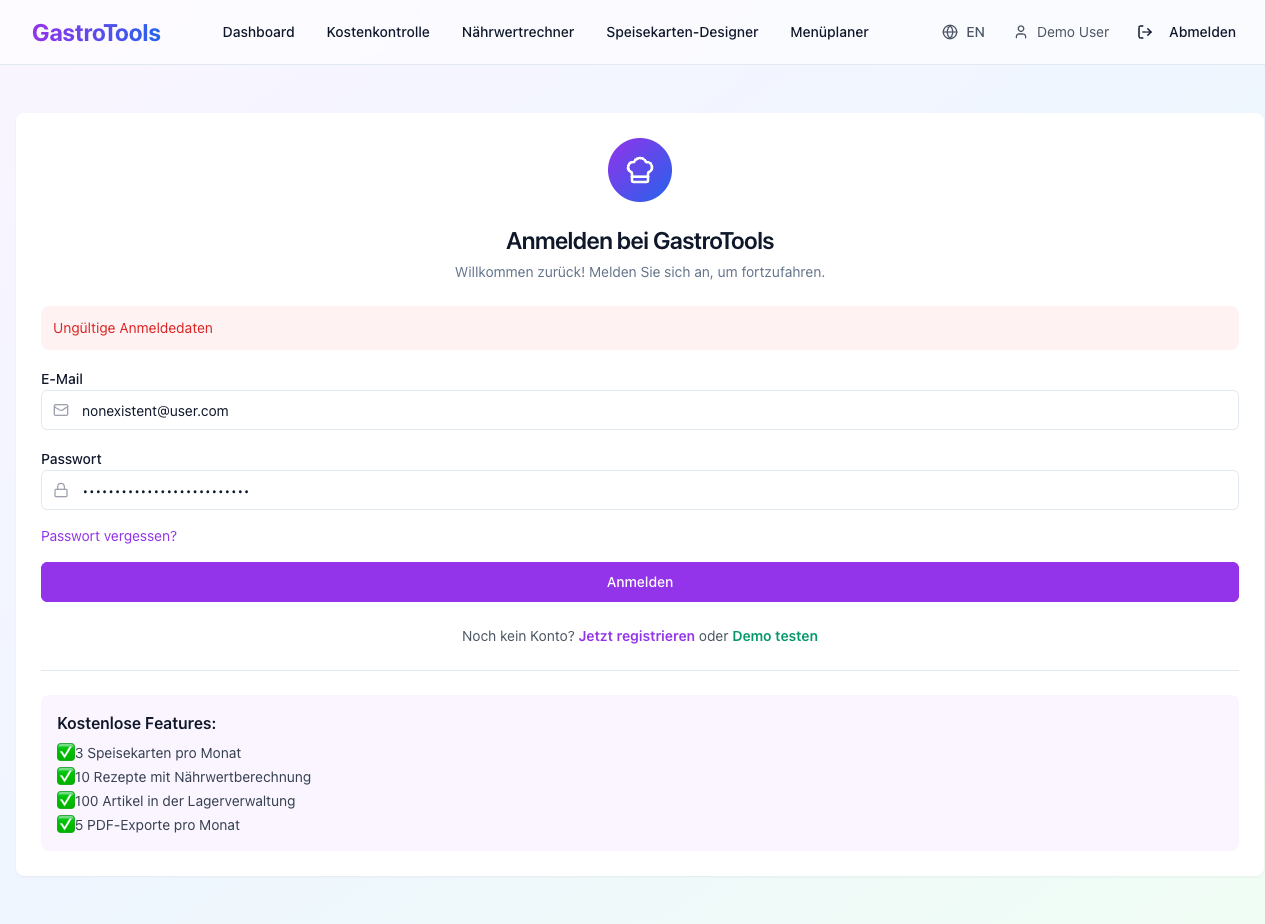 GastroTools Dashboard Kostenkontrolle Nährwertrechner Speisekarten-Designer Menüplaner EN Demo User Abmelden
Anmelden bei GastroTools
Willkommen zurück! Melden Sie sich an, um fortzufahren.
Ungültige Anmeldedaten
E-Mail
nonexistent@user.com
Passwort
••••••••••••••••••••••••••
Passwort vergessen?
Anmelden
Noch kein Konto? Jetzt registrieren oder Demo testen
Kostenlose Features:
✅3 Speisekarten pro Monat
✅10 Rezepte mit Nährwertberechnung
✅100 Artikel in der Lagerverwaltung
✅5 PDF-Exporte pro Monat